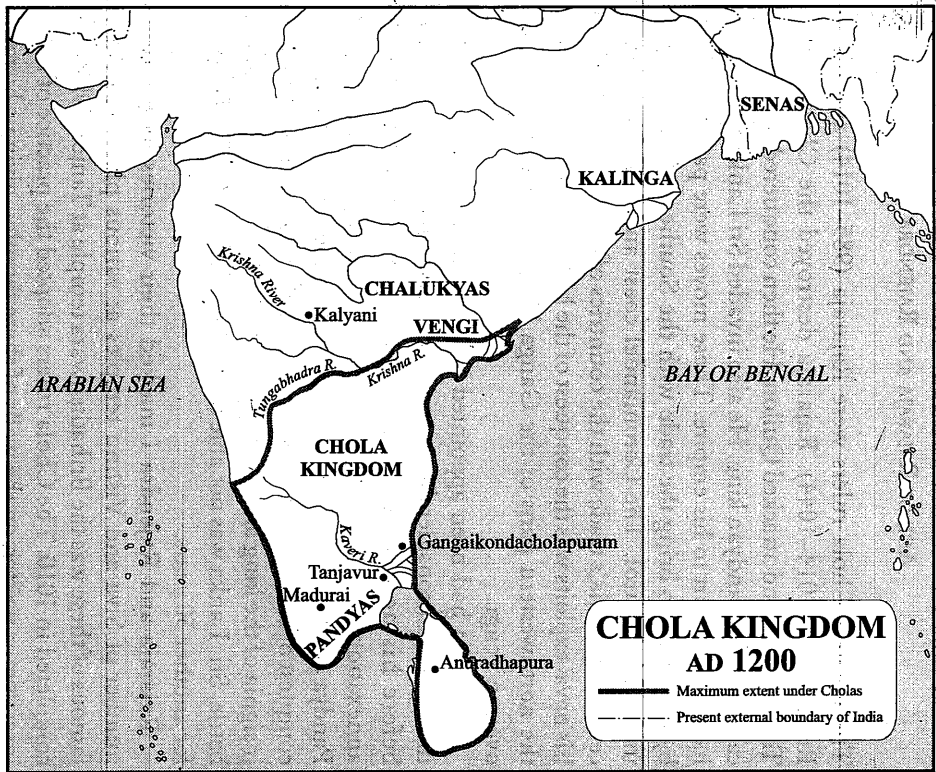 SENAS
KALINGA
Krishna River
CHALUKYAS
Kalyani
VENGI
Tungabhadra R.
Krishna R.
ARABIAN SEA
BAY OF BENGAL
CHOLA
KINGDOM
Kaveri R.
Gangaikondacholapuram
Tanjavur
Madurai
PANDYAS
Anuradhapura
CHOLA KINGDOM
AD 1200
Maximum extent under Cholas
Present external boundary of India